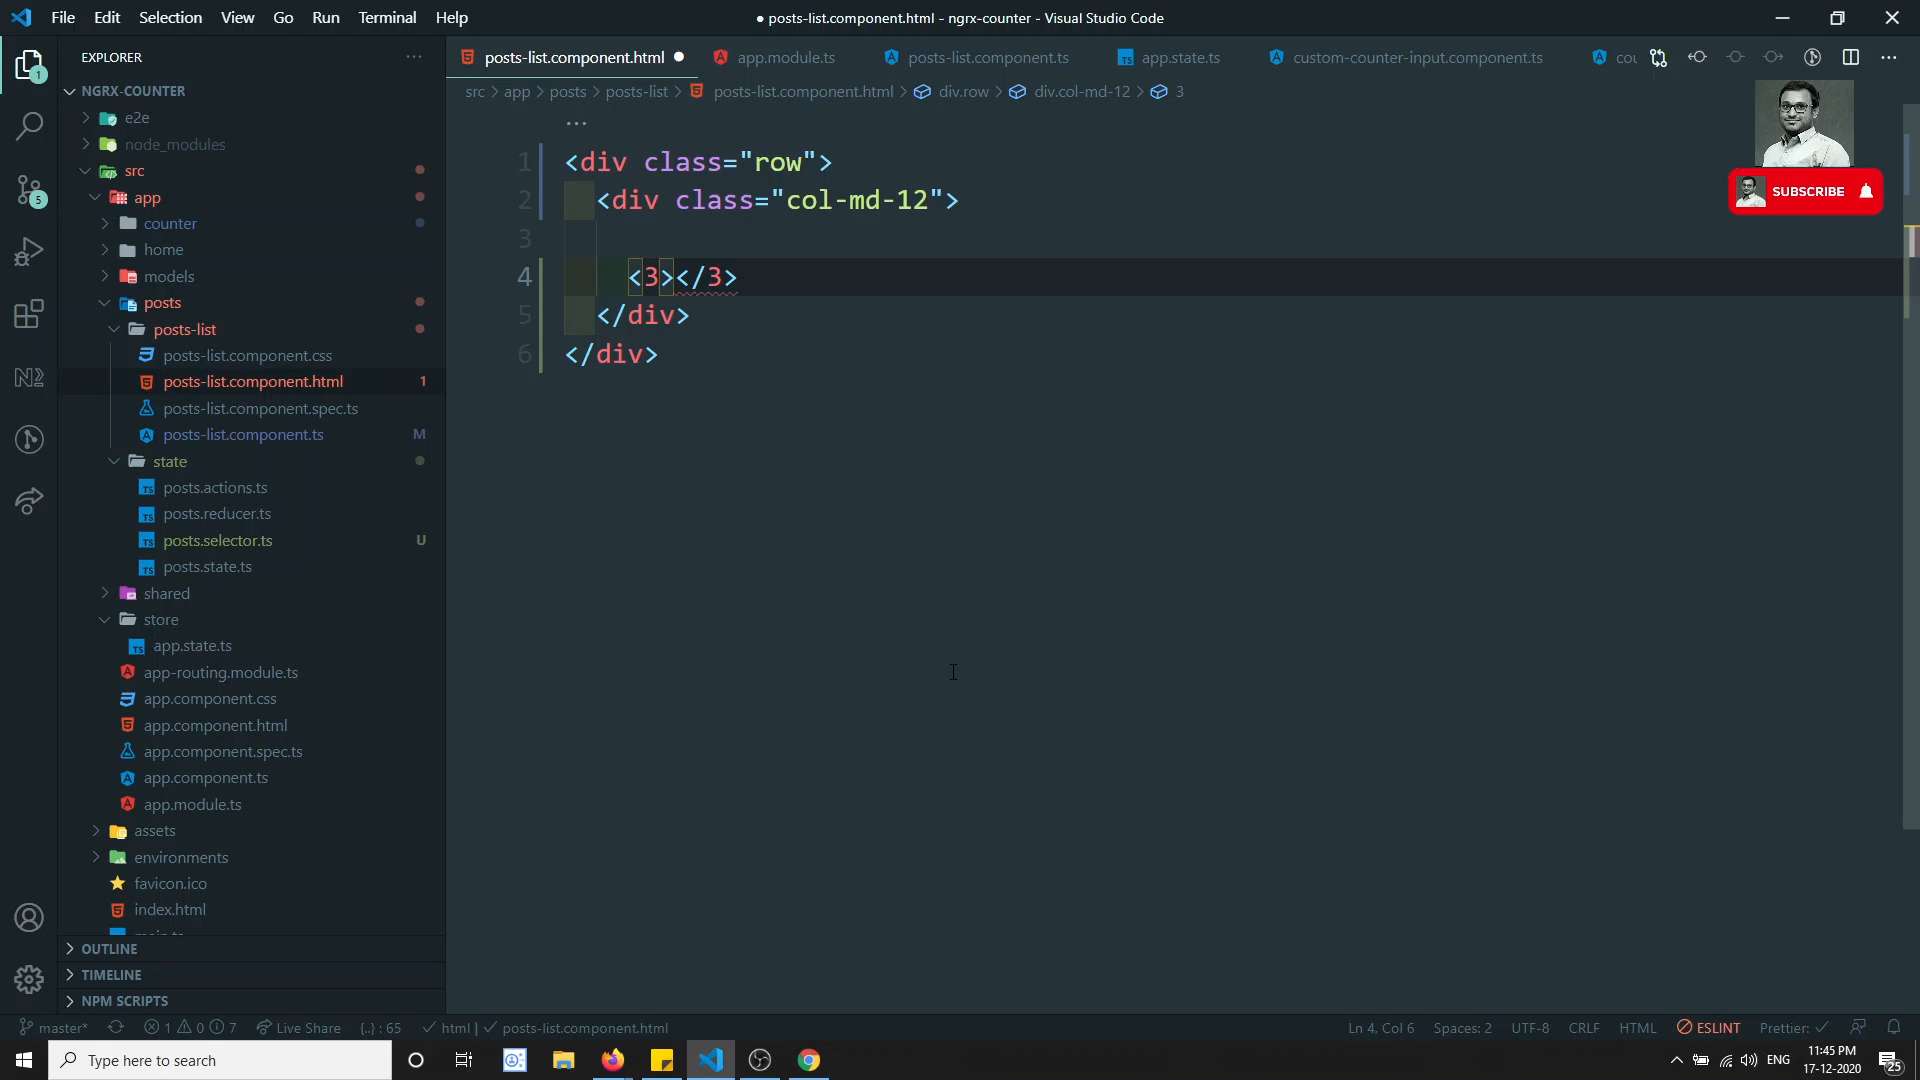 File Edit Selection View Go Run Terminal Help
● posts-list.component.html - ngrx-counter - Visual Studio Code
EXPLORER
posts-list.component.html
app.module.ts
posts-list.component.ts
app.state.ts
custom-counter-input.component.ts
cou
src > app > posts > posts-list > posts-list.component.html > div.row > div.col-md-12 > 3
NGRX-COUNTER
e2e
node_modules
src
app
counter
home
models
posts
posts-list
posts-list.component.css
posts-list.component.html 1
posts-list.component.spec.ts
posts-list.component.ts M
state
posts.actions.ts
posts.reducer.ts
posts.selector.ts U
posts.state.ts
shared
store
app.state.ts
app-routing.module.ts
app.component.css
app.component.html
app.component.spec.ts
app.component.ts
app.module.ts
assets
environments
favicon.ico
index.html
main.ts
OUTLINE
TIMELINE
NPM SCRIPTS
1
5
...
1 <div class="row">
2 <div class="col-md-12">
3
4 <3></3>
5 </div>
6 </div>
SUBSCRIBE
master* 1 0 7 Live Share {..} : 65 html | posts-list.component.html
Ln 4, Col 6 Spaces: 2 UTF-8 CRLF HTML ESLINT Prettier:
Type here to search
ENG
11:45 PM
17-12-2020
25